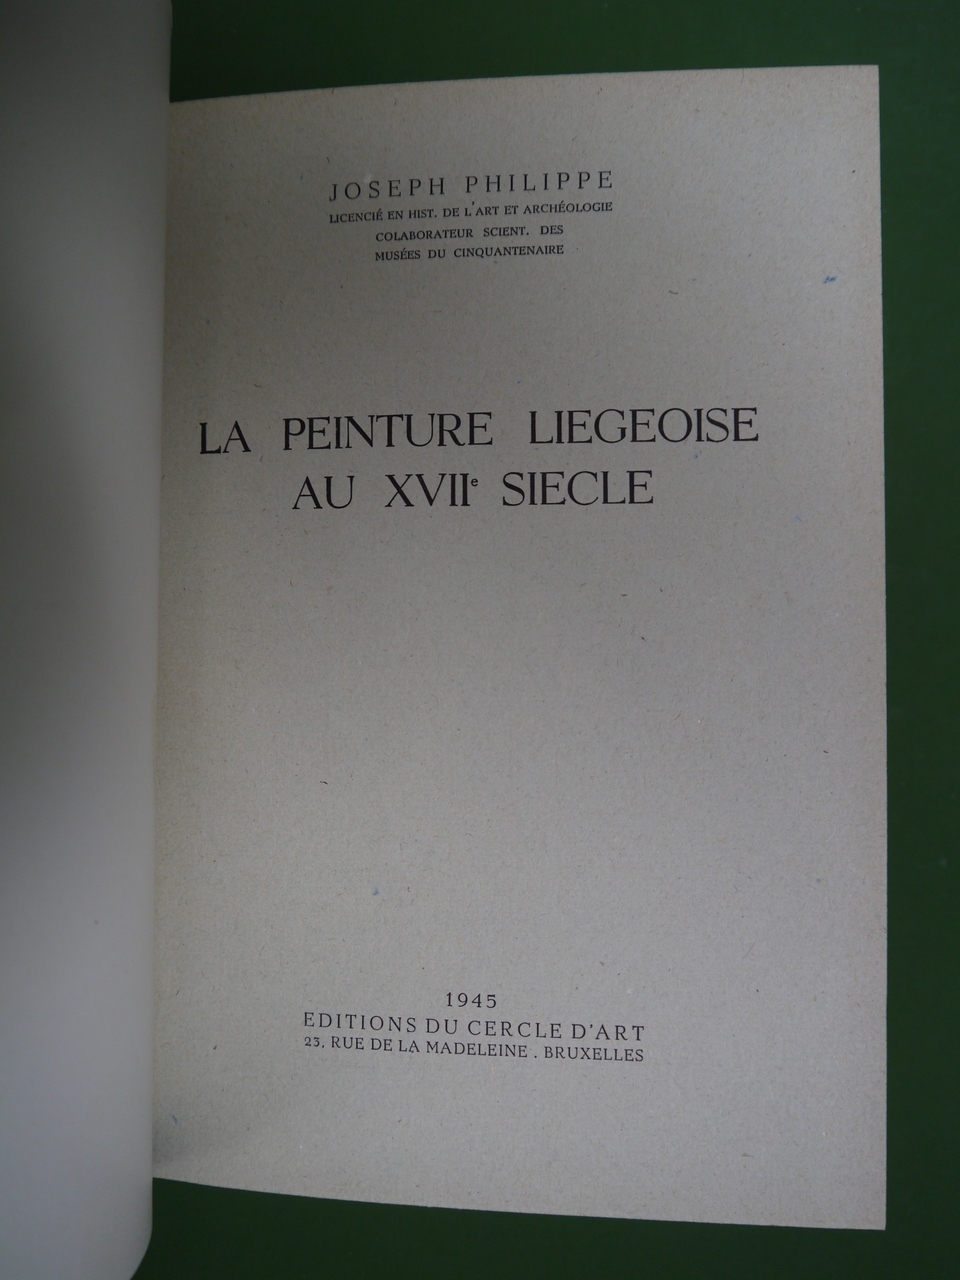 JOSEPH PHILIPPE
LICENCIÉ EN HIST. DE L'ART ET ARCHÉOLOGIE
COLABORATEUR SCIENT. DES
MUSÉES DU CINQUANTENAIRE
LA PEINTURE LIEGEOISE
AU XVIIe SIECLE
1945
EDITIONS DU CERCLE D'ART
23, RUE DE LA MADELEINE . BRUXELLES